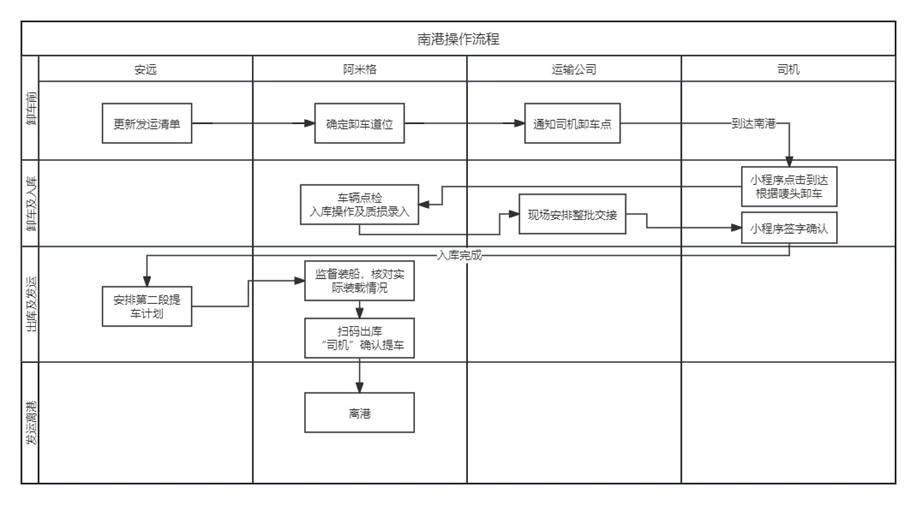 南港操作流程
安远
阿米格
运输公司
司机
卸车前
更新发运清单
确定卸车道位
通知司机卸车点
到达南港
卸车及入库
小程序点击到达
根据唛头卸车
车辆点检
入库操作及质损录入
现场安排整批交接
小程序签字确认
入库完成
出库及发运
安排第二段提
车计划
监督装船，核对实
际装载情况
扫码出库
“司机”确认提车
发运离港
离港